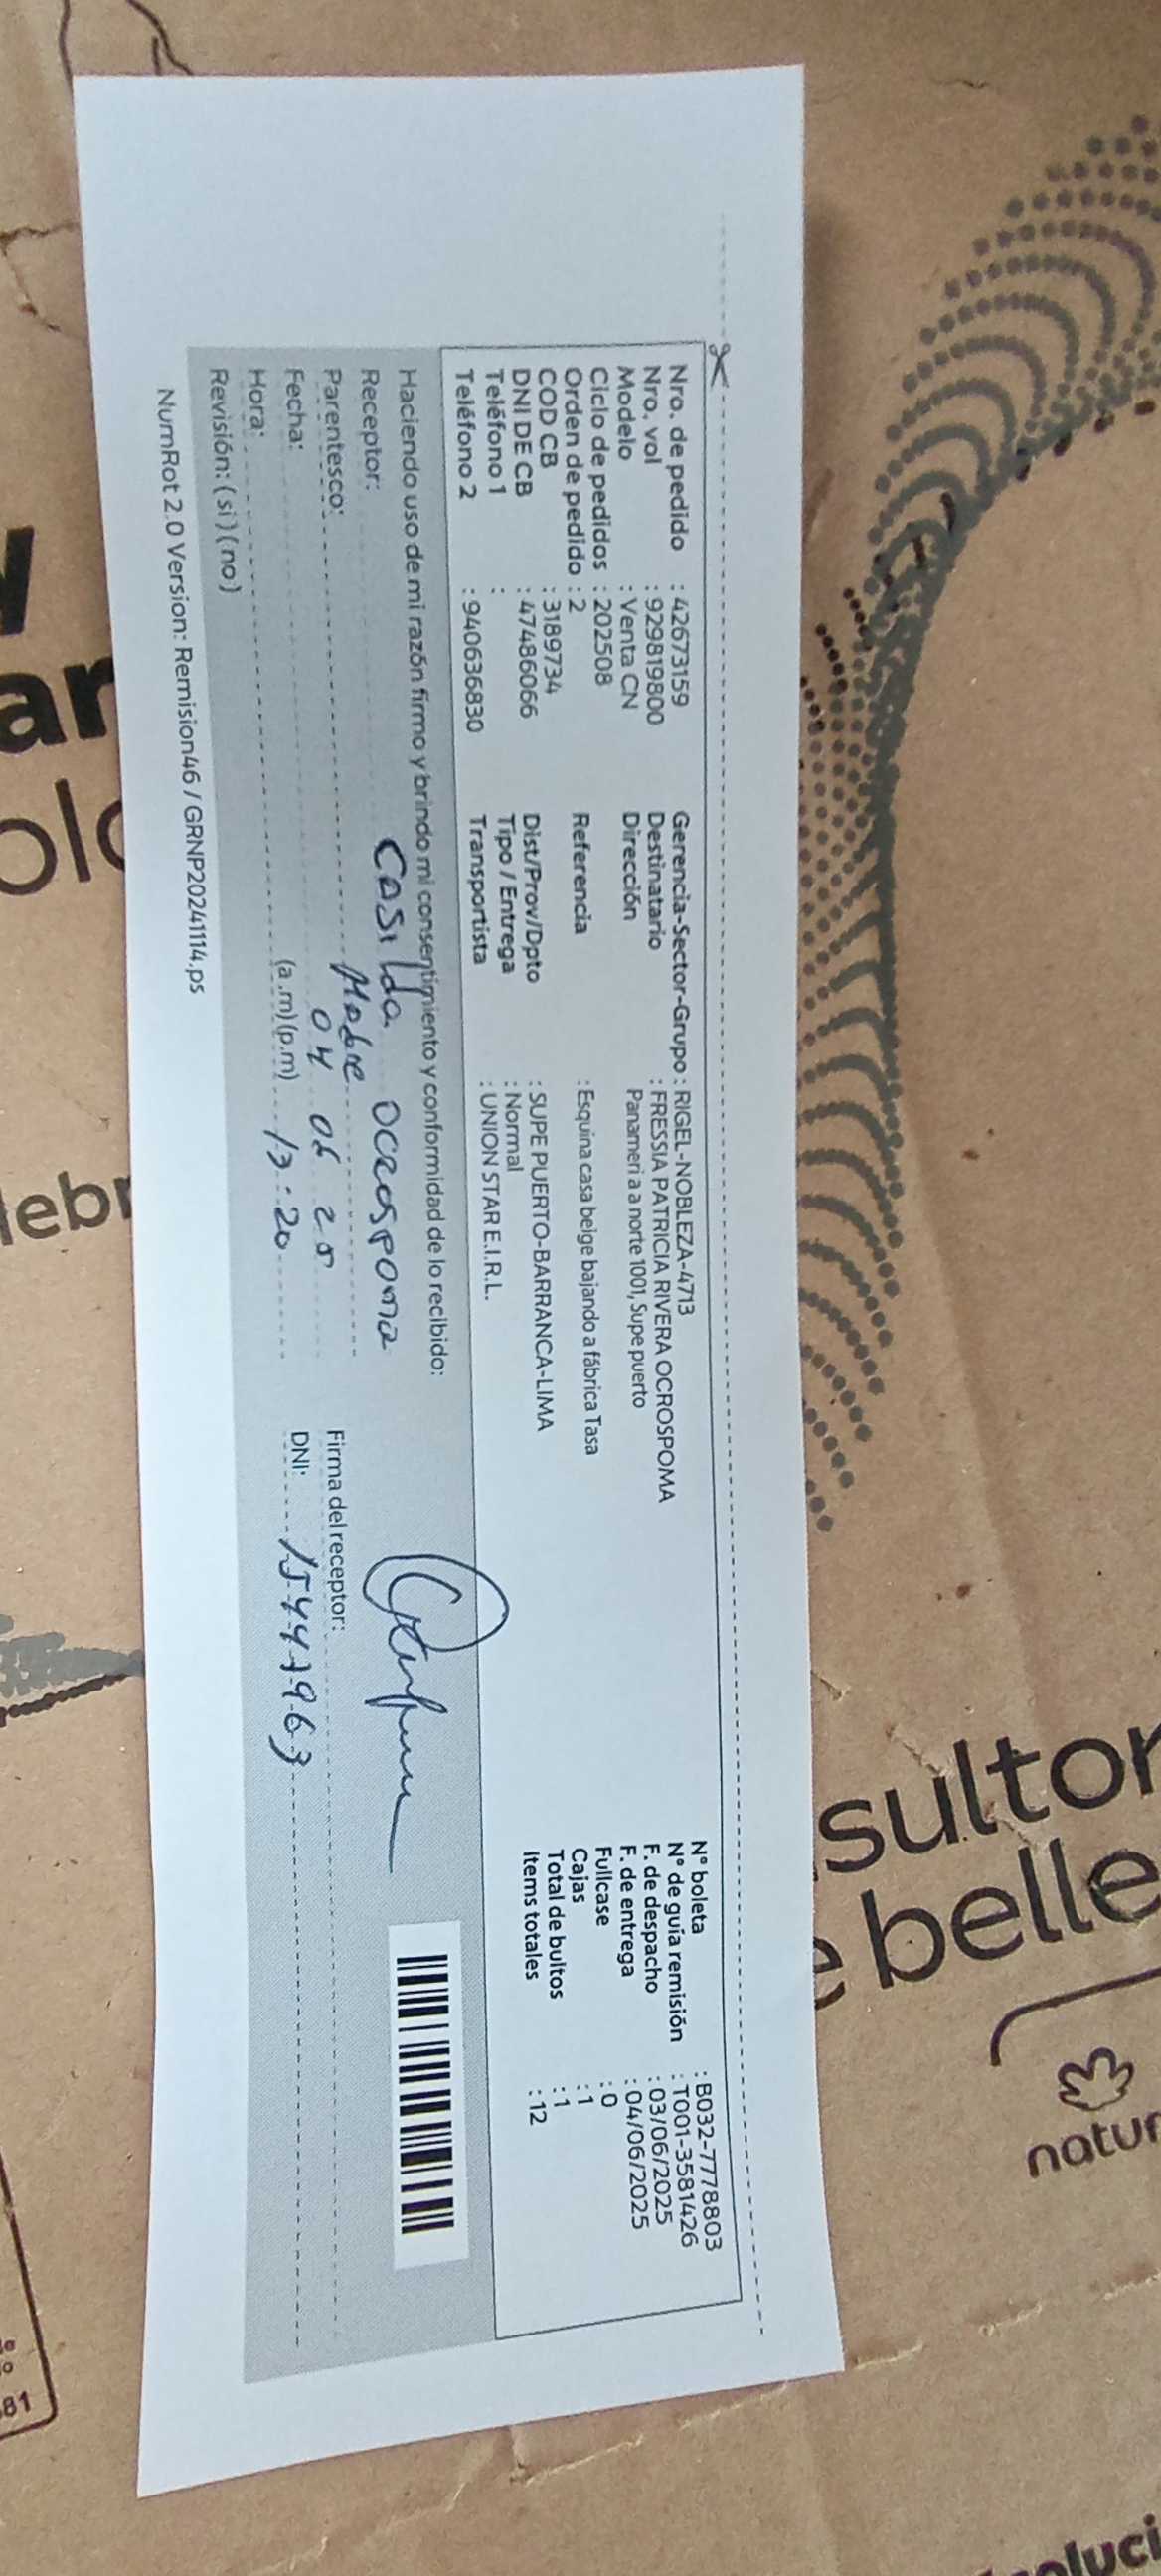 Nro. de pedido : 42673159
Nro. vol : 929819800
Modelo : Venta CN
Ciclo de pedidos : 202508
Orden de pedido : 2
COD CB : 3189734
DNI DE CB : 47486066
Teléfono 1 :
Teléfono 2 : 940636830
Gerencia-Sector-Grupo : RIGEL-NOBLEZA-4713
Destinatario : FRESSIA PATRICIA RIVERA OCROSPOMA
Dirección Panameri a a norte 1001, Supe puerto
Referencia : Esquina casa beige bajando a fábrica Tasa
Dist/Prov/Dpto : SUPE PUERTO-BARRANCA-LIMA
Tipo / Entrega : Normal
Transportista : UNION STAR E.I.R.L.
N° boleta : B032-7778803
N° de guía remisión : T001-3581426
F. de despacho : 03/06/2025
F. de entrega : 04/06/2025
Fullcase : 0
Cajas : 1
Total de bultos : 1
Items totales : 12
Haciendo uso de mi razón firmo y brindo mi consentimiento y conformidad de lo recibido:
Receptor: Casilda Ocrospoma
Parentesco: Madre
Fecha: 04 06 25
Hora: (a.m)(p.m) 13:20
Revisión: (si) (no)
Firma del receptor:
DNI: 15447963
NumRot 2.0 Version: Remision46 / GRNP20241114.ps
sultor
belle
natur
ar
olo
ebr
81
oluci